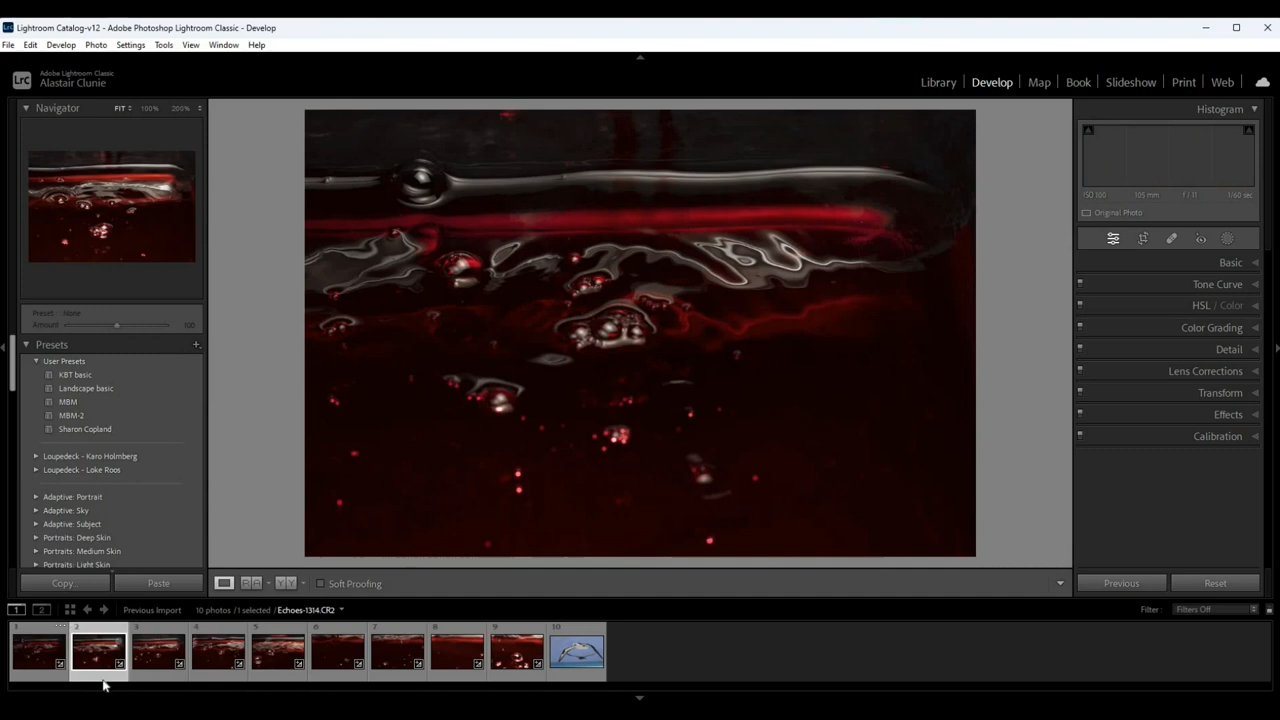 Lightroom Catalog-v12 - Adobe Photoshop Lightroom Classic - Develop
File Edit Develop Photo Settings Tools View Window Help
LrC Adobe Lightroom Classic
Alastair Clunie
Library | Develop | Map | Book | Slideshow | Print | Web
Navigator FIT 100% 200%
Histogram
ISO 100 105 mm f / 11 1/60 sec
Original Photo
Basic
Tone Curve
HSL / Color
Color Grading
Detail
Lens Corrections
Transform
Effects
Calibration
Preset: None
Amount 100
Presets
User Presets
KBT basic
Landscape basic
MBM
MBM-2
Sharon Copland
Loupedeck - Karo Holmberg
Loupedeck - Loke Roos
Adaptive: Portrait
Adaptive: Sky
Adaptive: Subject
Portraits: Deep Skin
Portraits: Medium Skin
Portraits: Light Skin
Copy... Paste
Soft Proofing
Previous Reset
1 2 Previous Import 10 photos / 1 selected / Echoes-1314.CR2
Filter : Filters Off
1 2 3 4 5 6 7 8 9 10